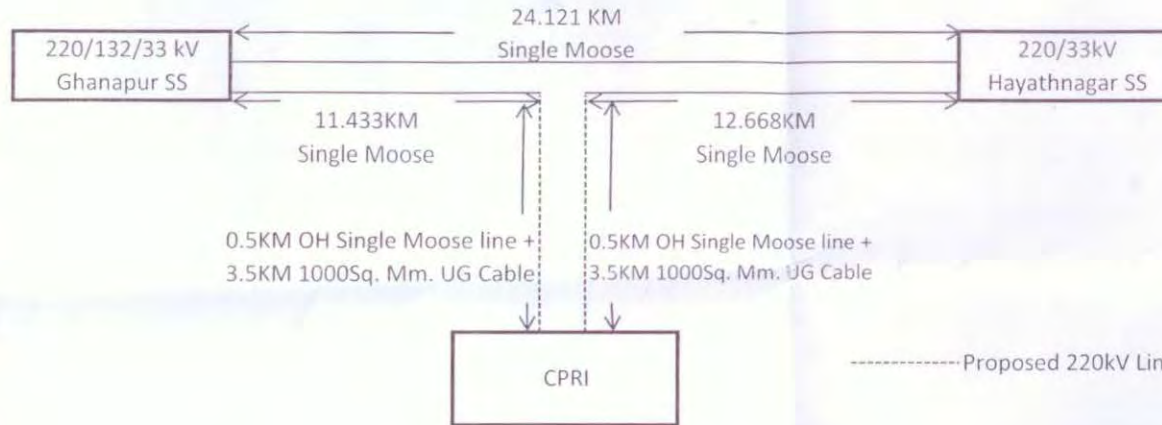 24.121 KM
Single Moose
220/132/33 kV
Ghanapur SS
220/33kV
Hayathnagar SS
11.433KM
Single Moose
12.668KM
Single Moose
0.5KM OH Single Moose line +
3.5KM 1000Sq. Mm. UG Cable
0.5KM OH Single Moose line +
3.5KM 1000Sq. Mm. UG Cable
CPRI
Proposed 220kV Lin